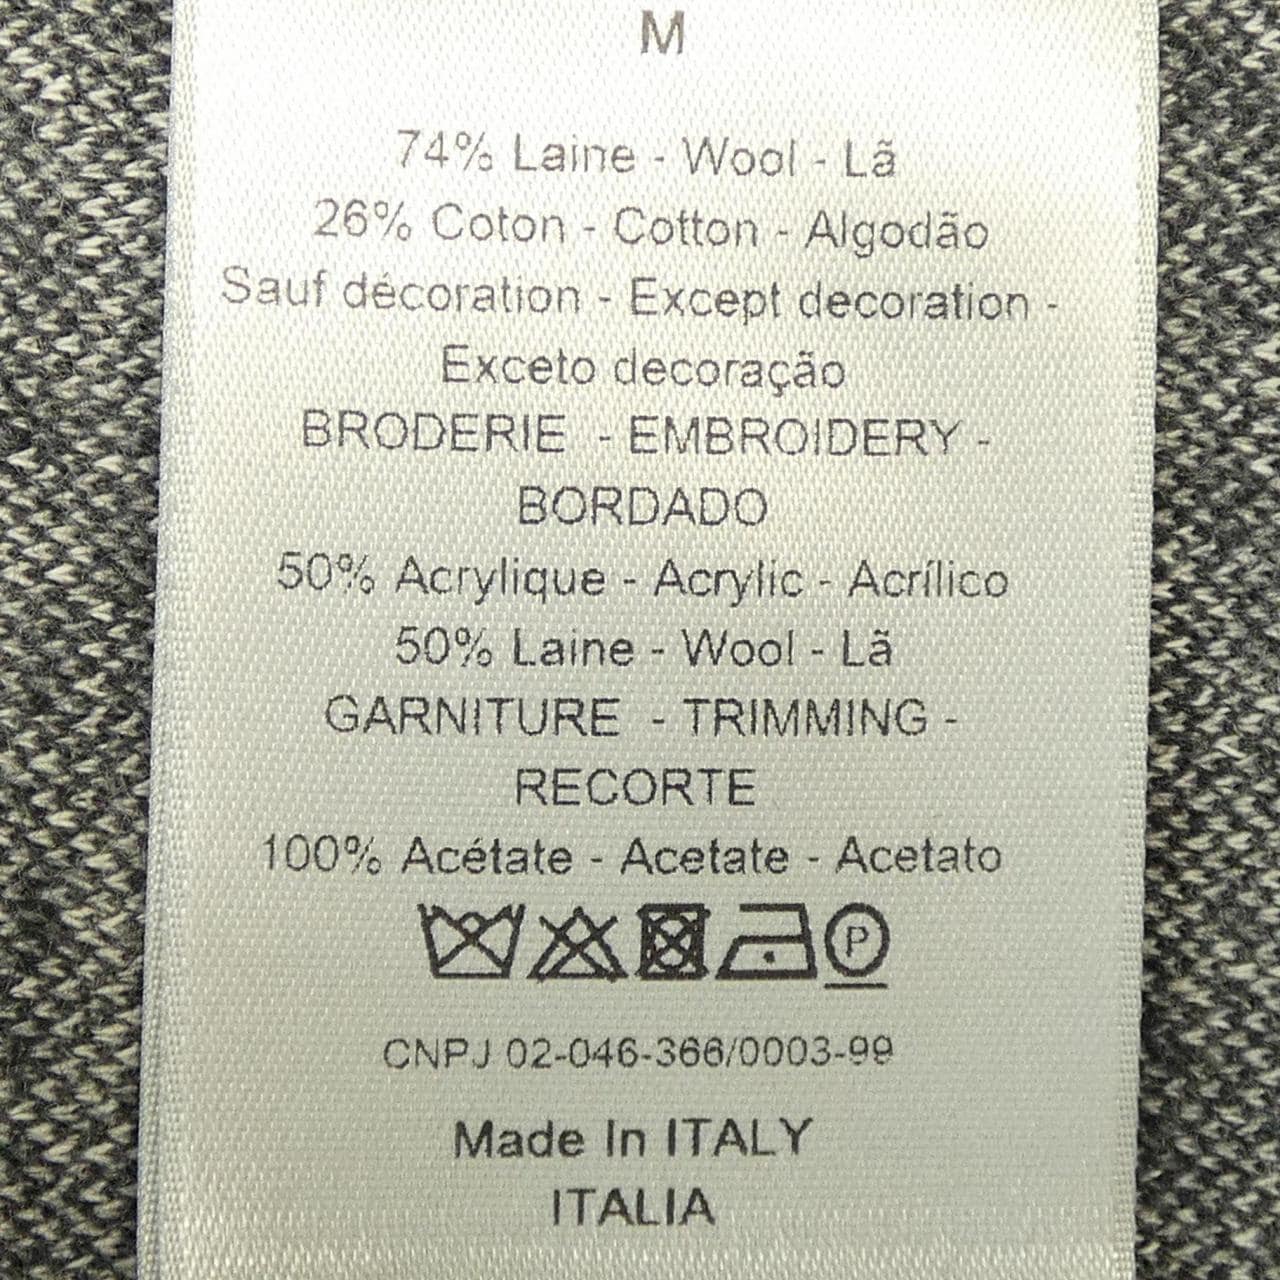 M
74% Laine - Wool - Lã
26% Coton - Cotton - Algodão
Sauf décoration - Except decoration -
Exceto decoração
BRODERIE - EMBROIDERY -
BORDADO
50% Acrylique - Acrylic - Acrílico
50% Laine - Wool - Lã
GARNITURE - TRIMMING -
RECORTE
100% Acétate - Acetate - Acetato
P
CNPJ 02-046-366/0003-99
Made In ITALY
ITALIA